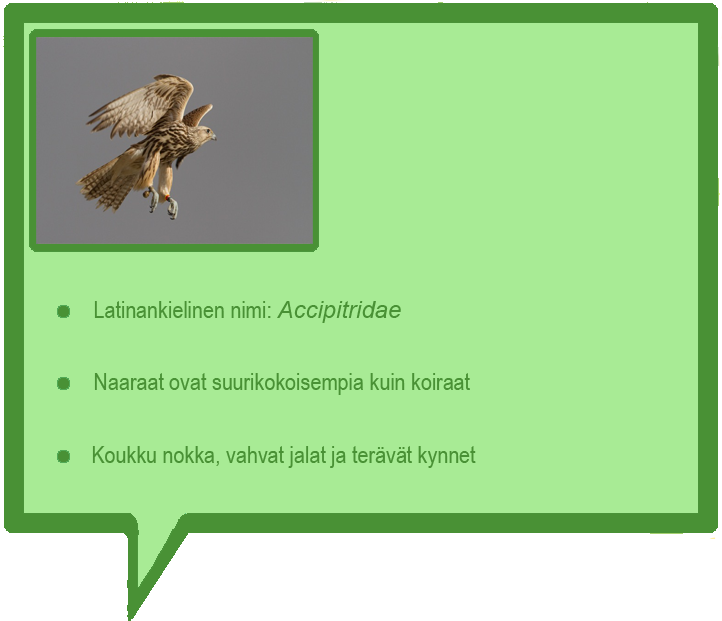 Latinankielinen nimi: Accipitridae
Naaraat ovat suurikokoisempia kuin koiraat
Koukku nokka, vahvat jalat ja terävät kynnet